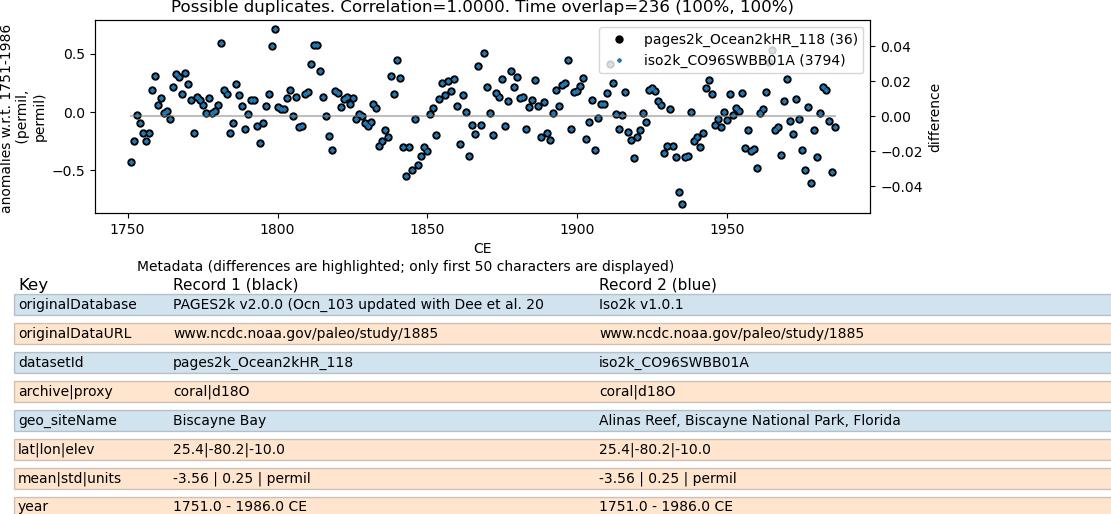 Possible duplicates. Correlation=1.0000. Time overlap=236 (100%, 100%)
anomalies w.r.t. 1751-1986
(permil,
permil)
0.5
0.0
−0.5
pages2k_Ocean2kHR_118 (36)
iso2k_CO96SWBB01A (3794)
0.04
0.02
0.00
−0.02
−0.04
difference
1750
1800
1850
1900
1950
CE
Metadata (differences are highlighted; only first 50 characters are displayed)
Key Record 1 (black) Record 2 (blue)
originalDatabase PAGES2k v2.0.0 (Ocn_103 updated with Dee et al. 20 Iso2k v1.0.1
originalDataURL www.ncdc.noaa.gov/paleo/study/1885 www.ncdc.noaa.gov/paleo/study/1885
datasetId pages2k_Ocean2kHR_118 iso2k_CO96SWBB01A
archive|proxy coral|d18O coral|d18O
geo_siteName Biscayne Bay Alinas Reef, Biscayne National Park, Florida
lat|lon|elev 25.4|-80.2|-10.0 25.4|-80.2|-10.0
mean|std|units -3.56 | 0.25 | permil -3.56 | 0.25 | permil
year 1751.0 - 1986.0 CE 1751.0 - 1986.0 CE